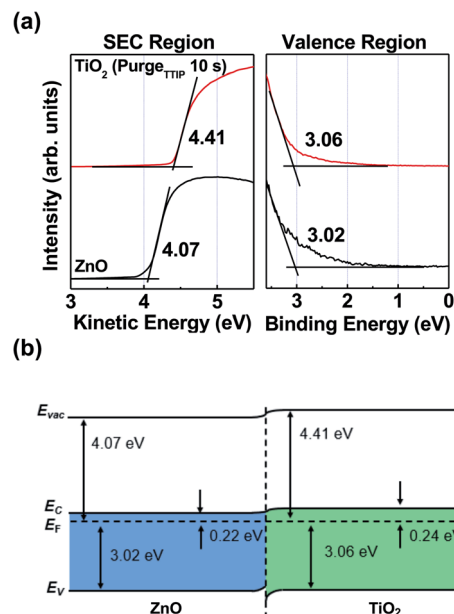 (a)
SEC Region
Valence Region
TiO2 (PurgeTTIP 10 s)
4.41
3.06
4.07
3.02
ZnO
Intensity (arb. units)
3 4 5
3 2 1 0
Kinetic Energy (eV)
Binding Energy (eV)
(b)
Evac
4.07 eV
4.41 eV
EC
EF
0.22 eV
0.24 eV
3.02 eV
3.06 eV
EV
ZnO
TiO2